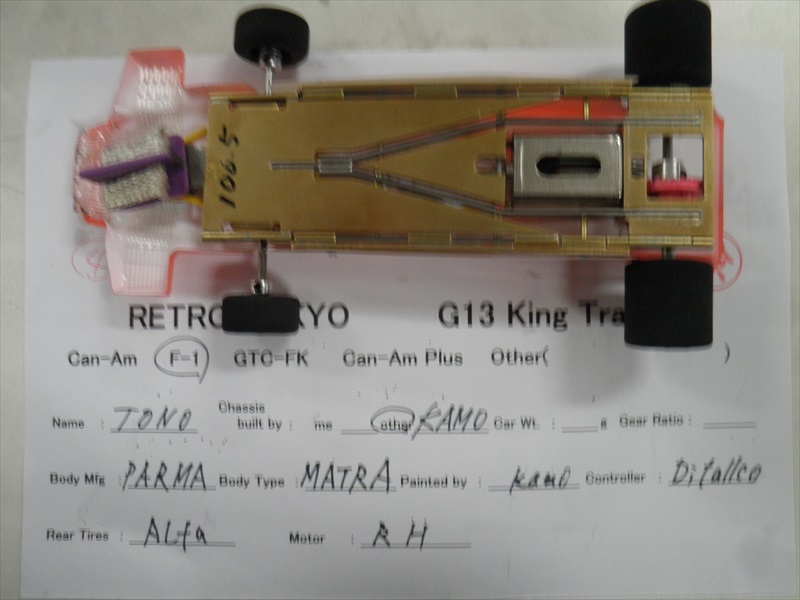 106.5
RETRO KYO G13 King Tra
Can-Am F-1 GTC-FK Can-Am Plus Other( )
Name : TONO Chassis built by : me other KAMO Car Wt. : g Gear Ratio :
Body Mfg : PARMA Body Type : MATRA Painted by : kamo Controller : Difallco
Rear Tires : ALfa Motor : RH